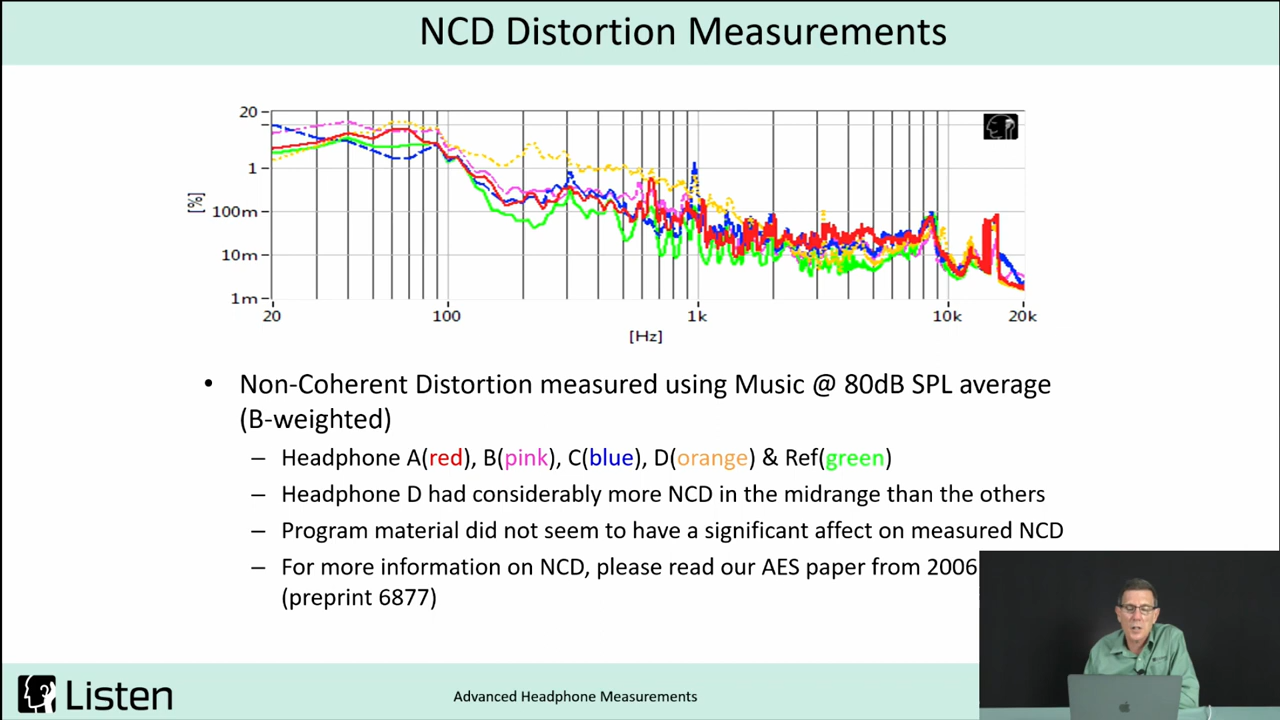 NCD Distortion Measurements
20
1
100m
10m
1m
[%]
20
100
1k
10k
20k
[Hz]
• Non-Coherent Distortion measured using Music @ 80dB SPL average
(B-weighted)
– Headphone A(red), B(pink), C(blue), D(orange) & Ref(green)
– Headphone D had considerably more NCD in the midrange than the others
– Program material did not seem to have a significant affect on measured NCD
– For more information on NCD, please read our AES paper from 2006
(preprint 6877)
Listen
Advanced Headphone Measurements